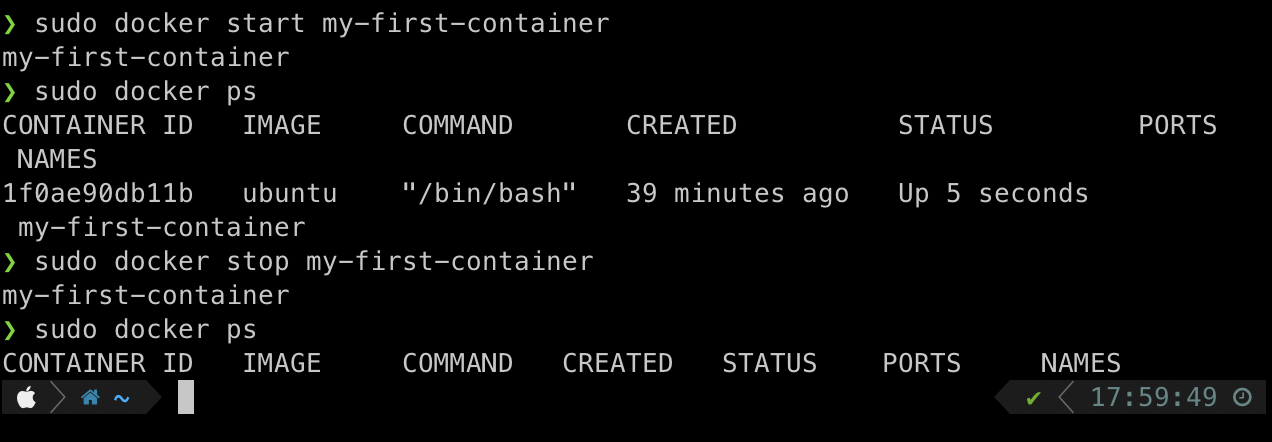 ❯ sudo docker start my-first-container
my-first-container
❯ sudo docker ps
CONTAINER ID   IMAGE     COMMAND       CREATED          STATUS         PORTS
 NAMES
1f0ae90db11b   ubuntu    "/bin/bash"   39 minutes ago   Up 5 seconds
 my-first-container
❯ sudo docker stop my-first-container
my-first-container
❯ sudo docker ps
CONTAINER ID   IMAGE     COMMAND   CREATED   STATUS    PORTS     NAMES
~ ✔ 17:59:49